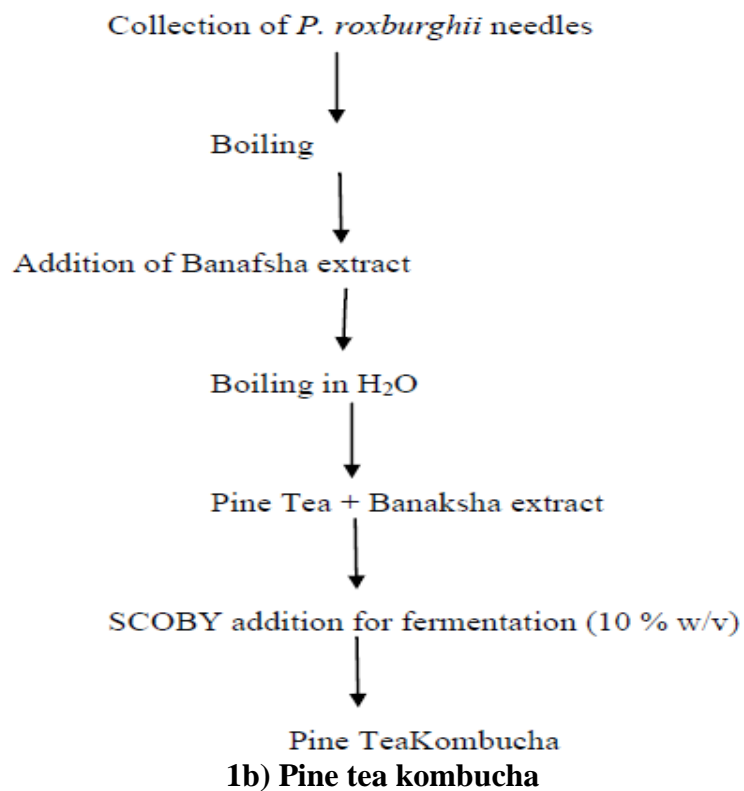 Collection of P. roxburghii needles
Boiling
Addition of Banafsha extract
Boiling in H₂O
Pine Tea + Banaksha extract
SCOBY addition for fermentation (10 % w/v)
Pine TeaKombucha
1b) Pine tea kombucha